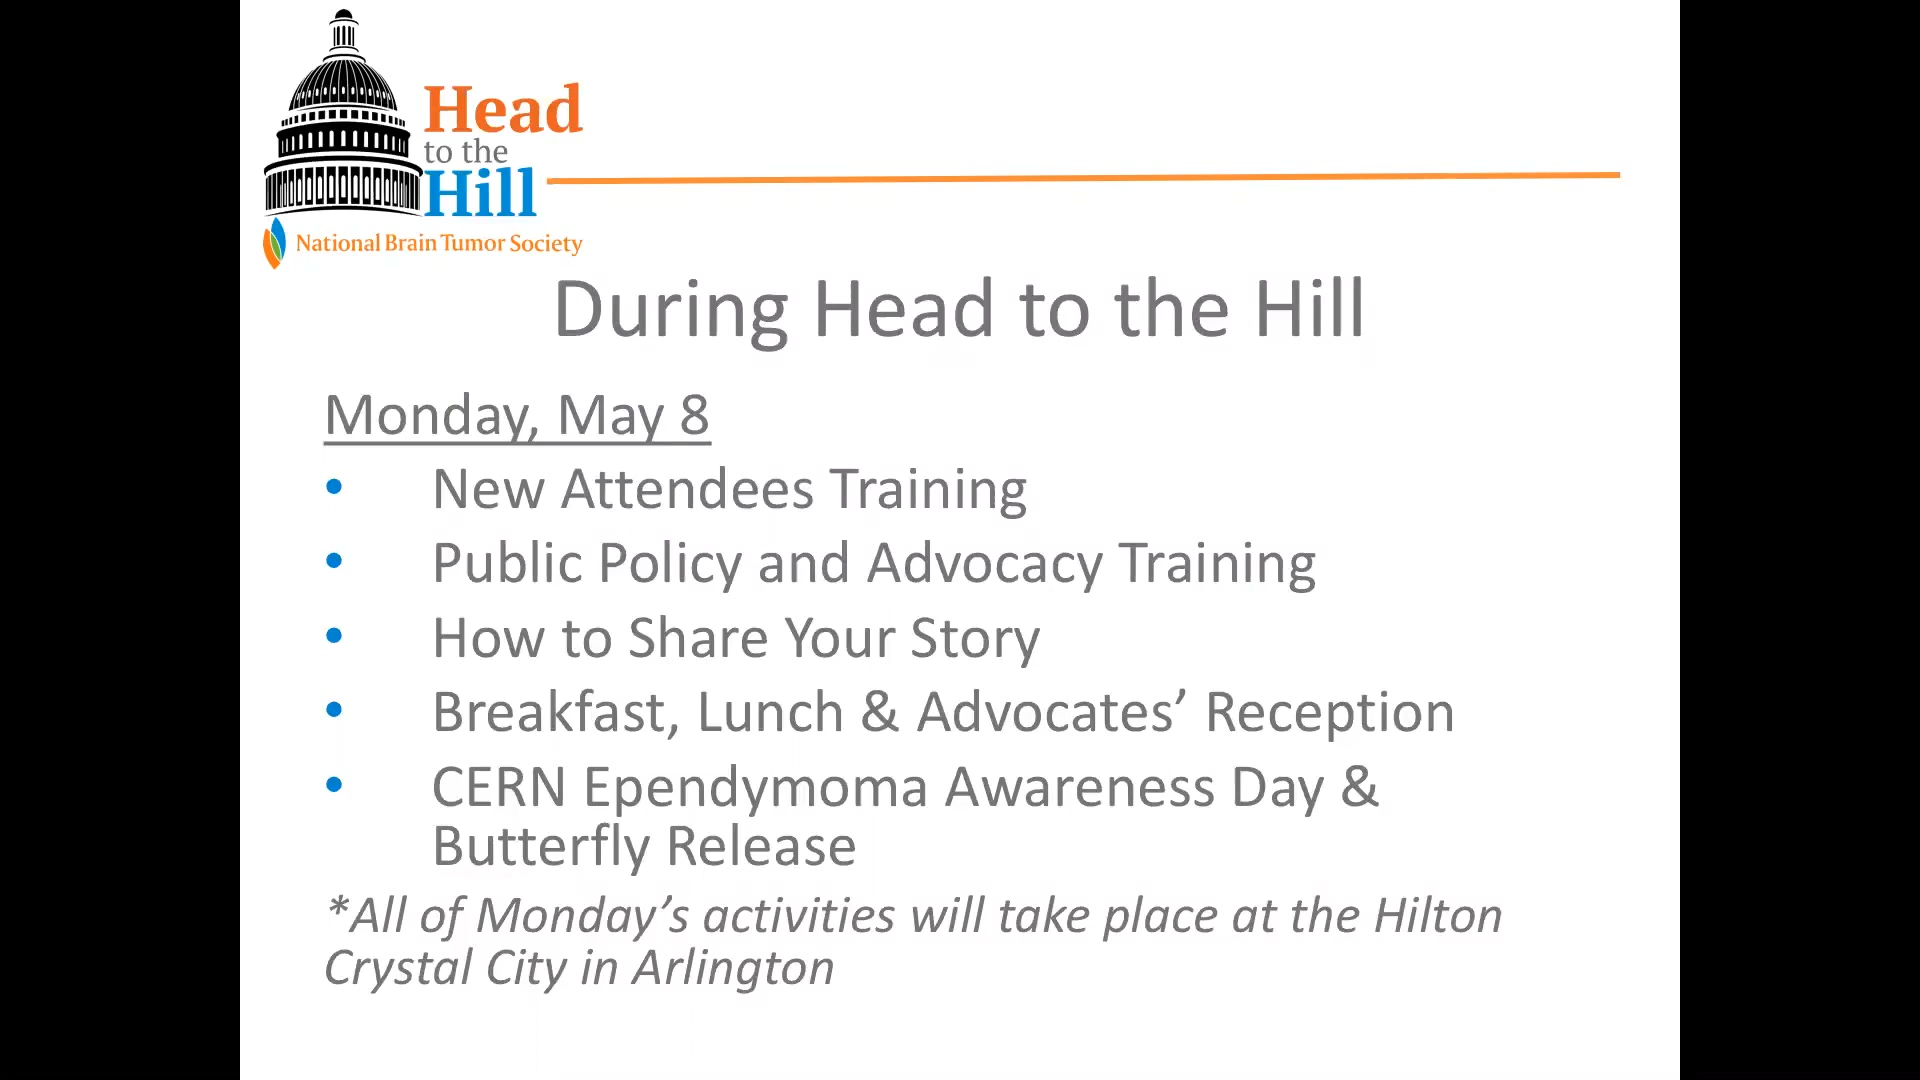 Head
to the
Hill
National Brain Tumor Society
During Head to the Hill
Monday, May 8
• New Attendees Training
• Public Policy and Advocacy Training
• How to Share Your Story
• Breakfast, Lunch & Advocates’ Reception
• CERN Ependymoma Awareness Day &
Butterfly Release
*All of Monday’s activities will take place at the Hilton
Crystal City in Arlington